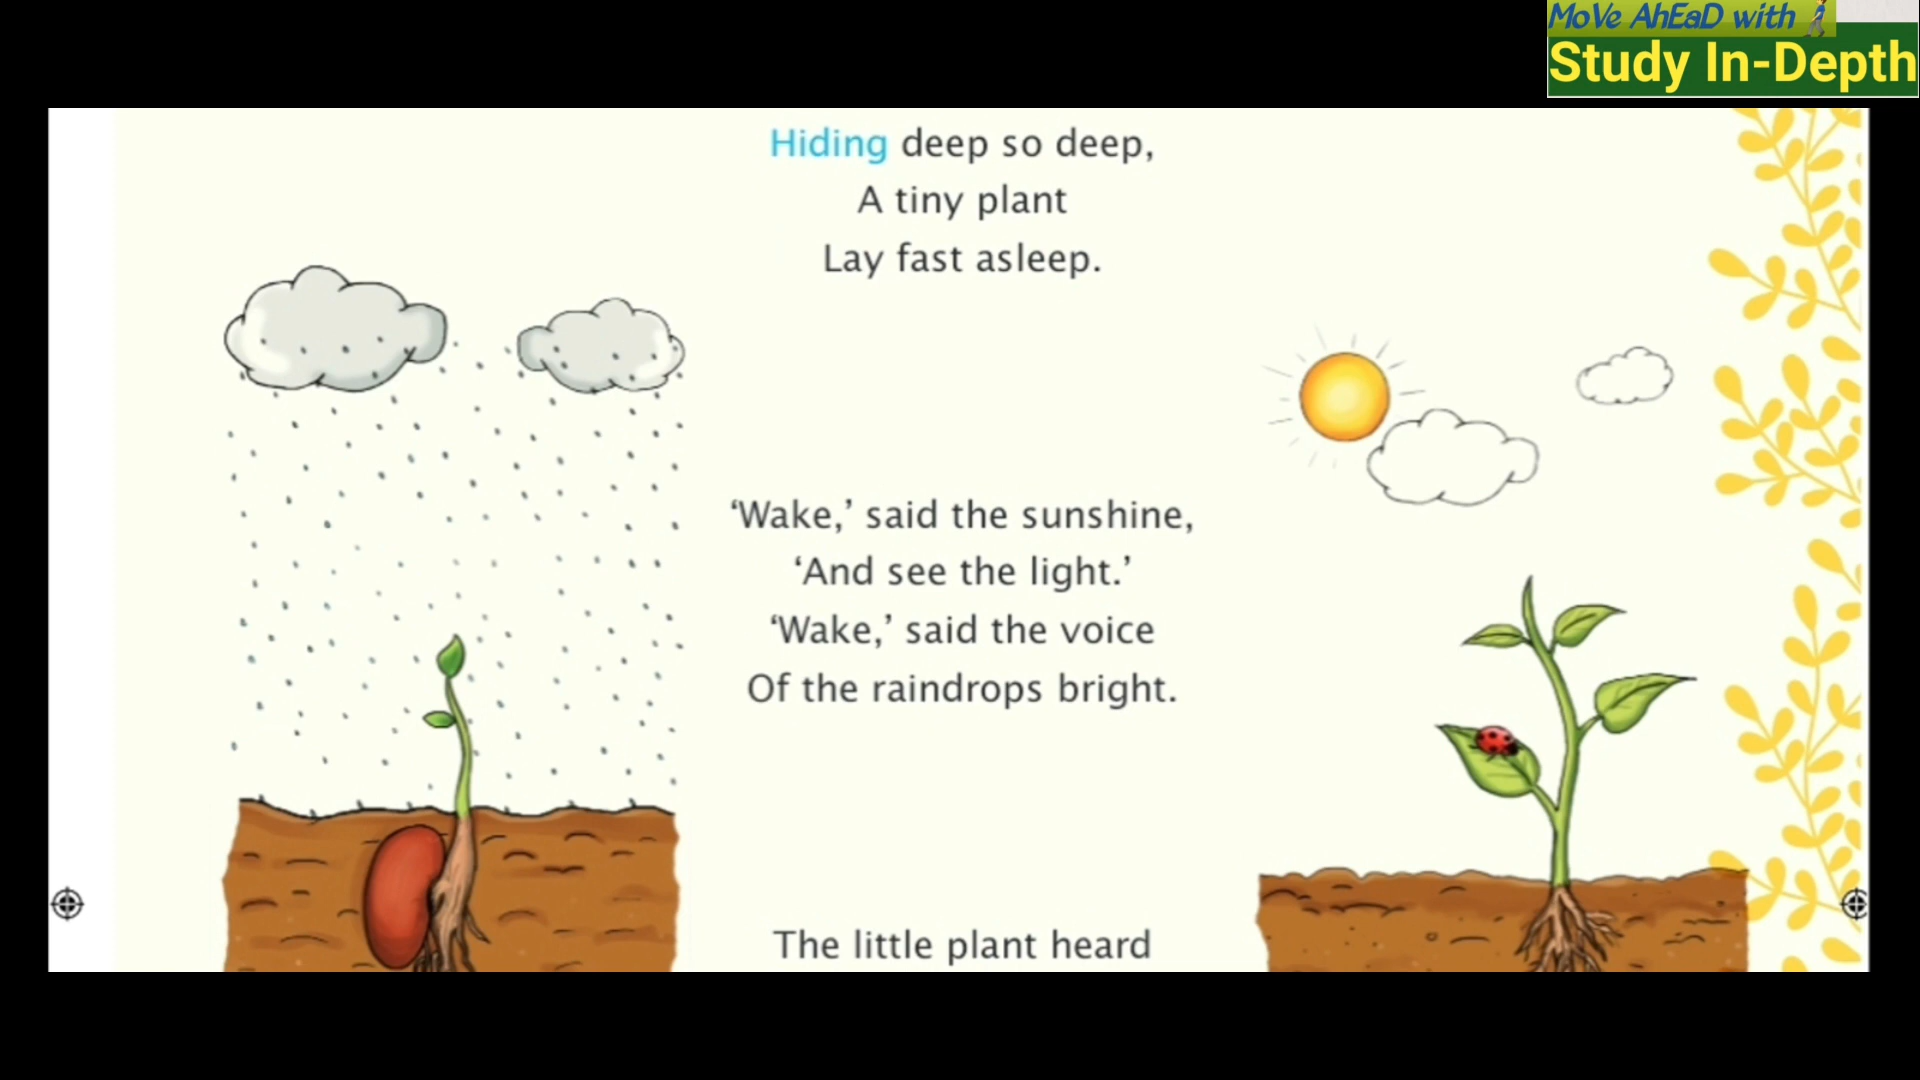 MoVe AhEaD with
Study In-Depth
Hiding deep so deep,
A tiny plant
Lay fast asleep.
‘Wake,’ said the sunshine,
‘And see the light.’
‘Wake,’ said the voice
Of the raindrops bright.
The little plant heard